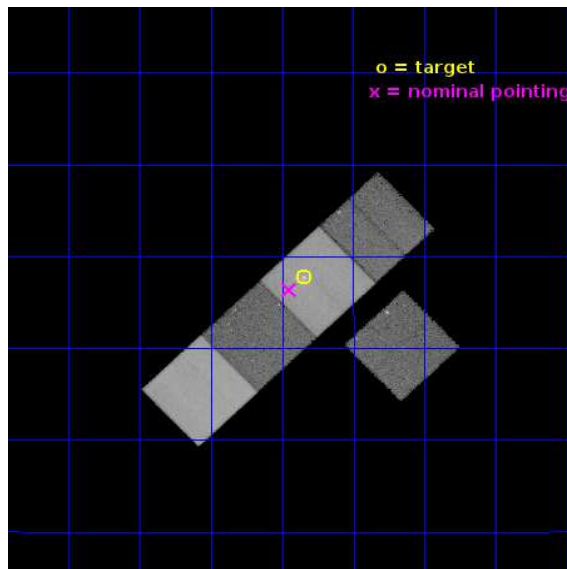 o = target
x = nominal pointing